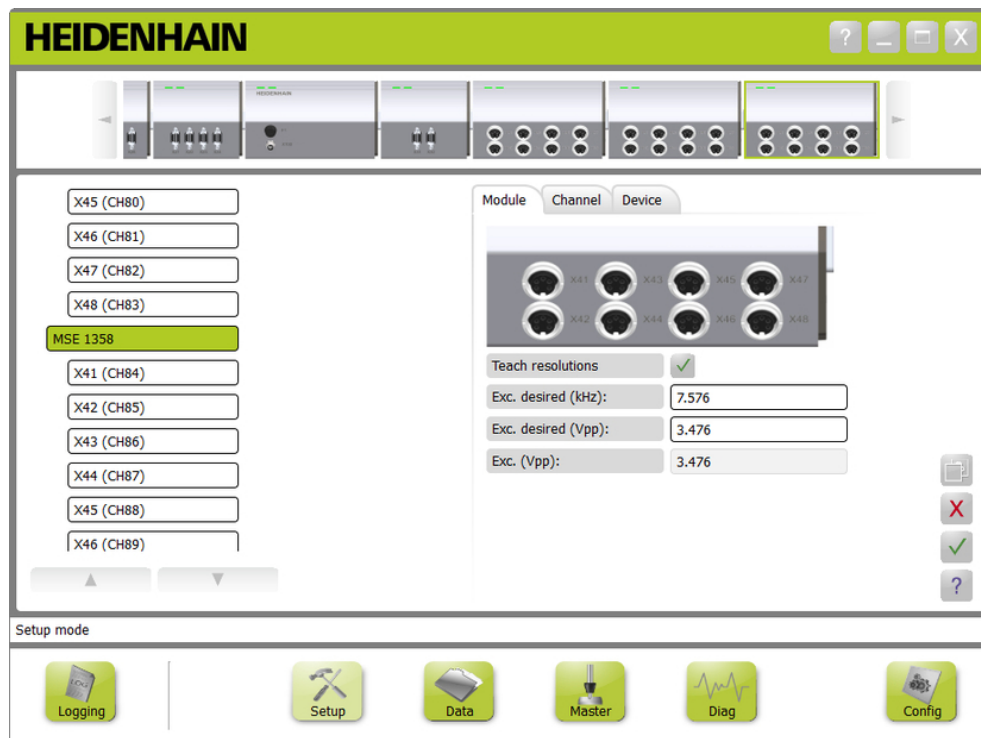 HEIDENHAIN
?
X
HEIDENHAIN
X45 (CH80)
X46 (CH81)
X47 (CH82)
X48 (CH83)
MSE 1358
X41 (CH84)
X42 (CH85)
X43 (CH86)
X44 (CH87)
X45 (CH88)
X46 (CH89)
Module Channel Device
X41 X43 X45 X47
X42 X44 X46 X48
Teach resolutions
Exc. desired (kHz): 7.576
Exc. desired (Vpp): 3.476
Exc. (Vpp): 3.476
X
?
Setup mode
LOG
Logging Setup Data Master Diag Config